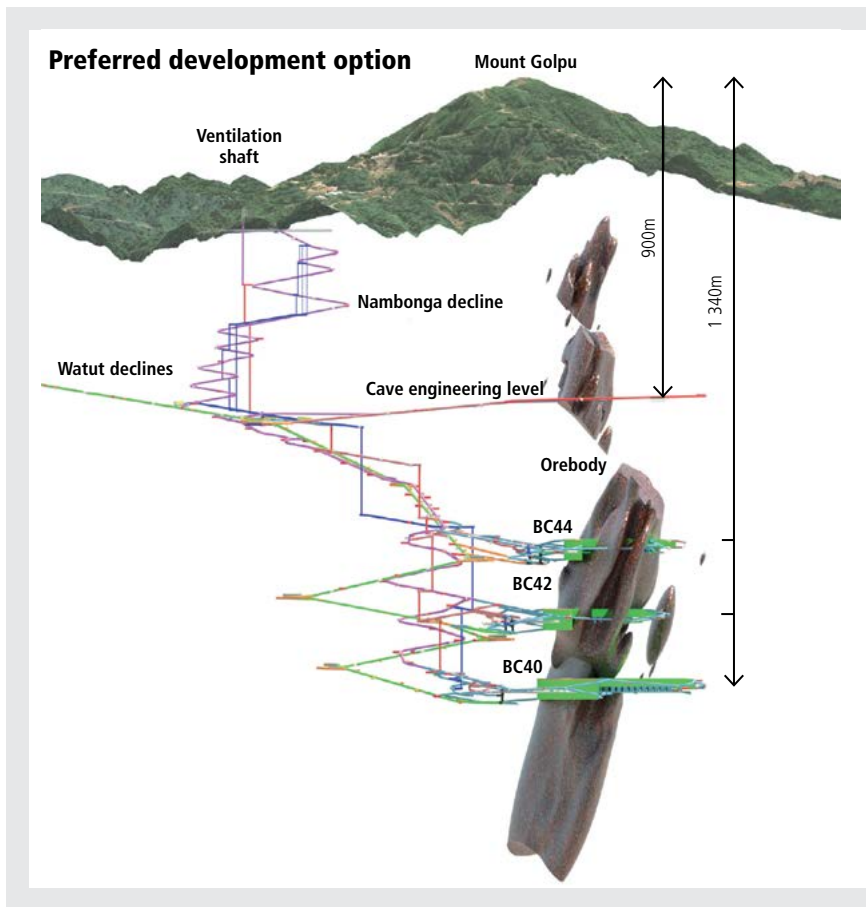 Preferred development option
Mount Golpu
Ventilation
shaft
900m
1 340m
Nambonga decline
Watut declines
Cave engineering level
Orebody
BC44
BC42
BC40